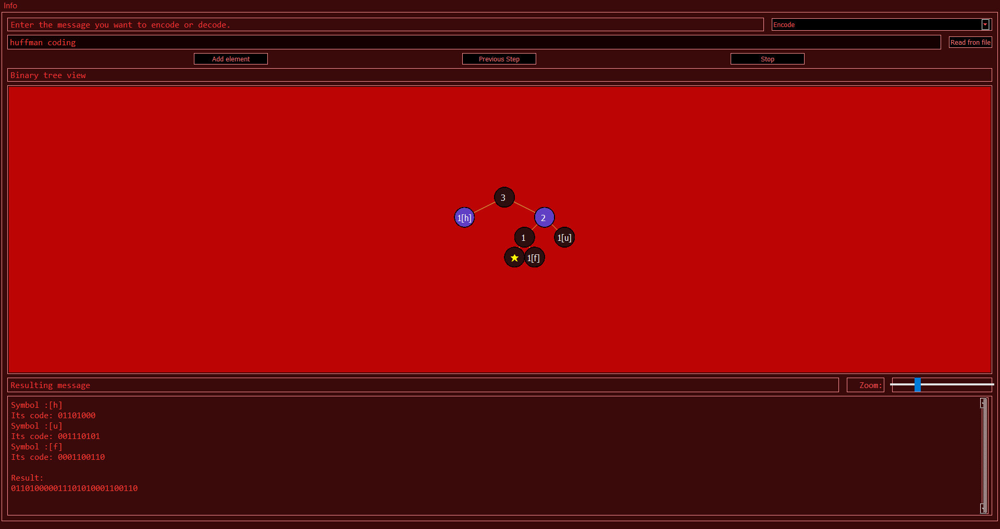 Info
Enter the message you want to encode or decode.
Encode
huffman coding
Read fron file
Add element
Previous Step
Stop
Binary tree view
3
1[h]
2
1
1[u]
1[f]
Resulting message
Zoom:
Symbol :[h]
Its code: 01101000
Symbol :[u]
Its code: 001110101
Symbol :[f]
Its code: 0001100110
Result:
011010000011101010001100110